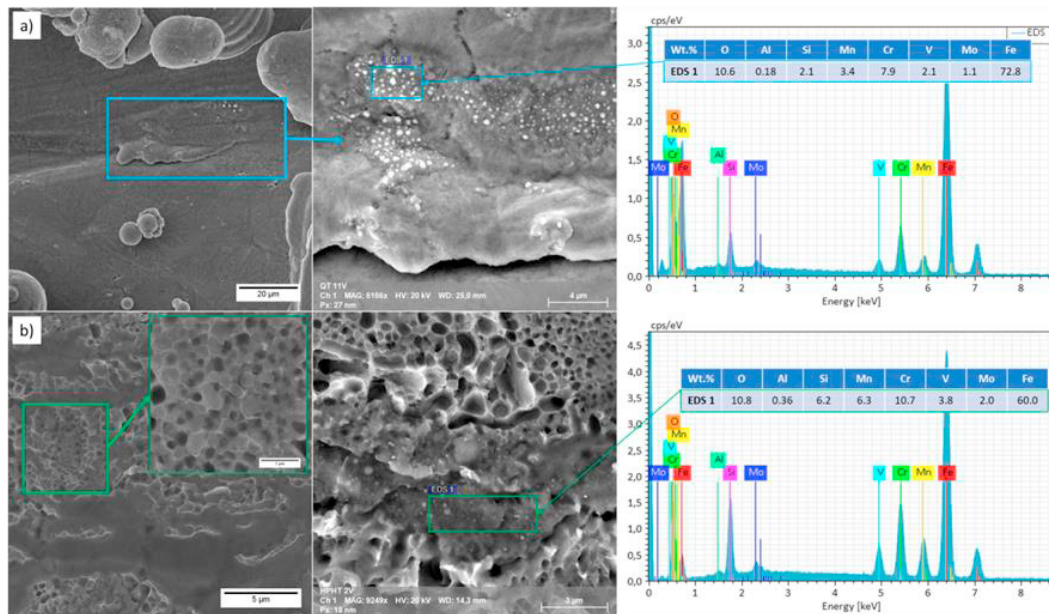 a)
20 µm
EDS 1
QT 11V
Ch 1 MAG: 8166x HV: 20 kV WD: 25,0 mm
Px: 27 nm
4 µm
cps/eV
EDS
Wt.% O Al Si Mn Cr V Mo Fe
EDS 1 10.6 0.18 2.1 3.4 7.9 2.1 1.1 72.8
3,0
2,5
2,0
1,5
1,0
0,5
0,0
O
Mn
V
Cr
Mo Fe Al Si Mo V Cr Mn Fe
0 1 2 3 4 5 6 7 8
Energy [keV]
b)
5 µm
EDS 1
HPHT 2V
Ch 1 MAG: 9249x HV: 20 kV WD: 14,3 mm
Px: 18 nm
3 µm
cps/eV
Wt.% O Al Si Mn Cr V Mo Fe
EDS 1 10.8 0.36 6.2 6.3 10.7 3.8 2.0 60.0
4,5
4,0
3,5
3,0
2,5
2,0
1,5
1,0
0,5
0,0
O
Mn
V
Cr
Mo Fe Al Si Mo V Cr Mn Fe
0 1 2 3 4 5 6 7 8
Energy [keV]